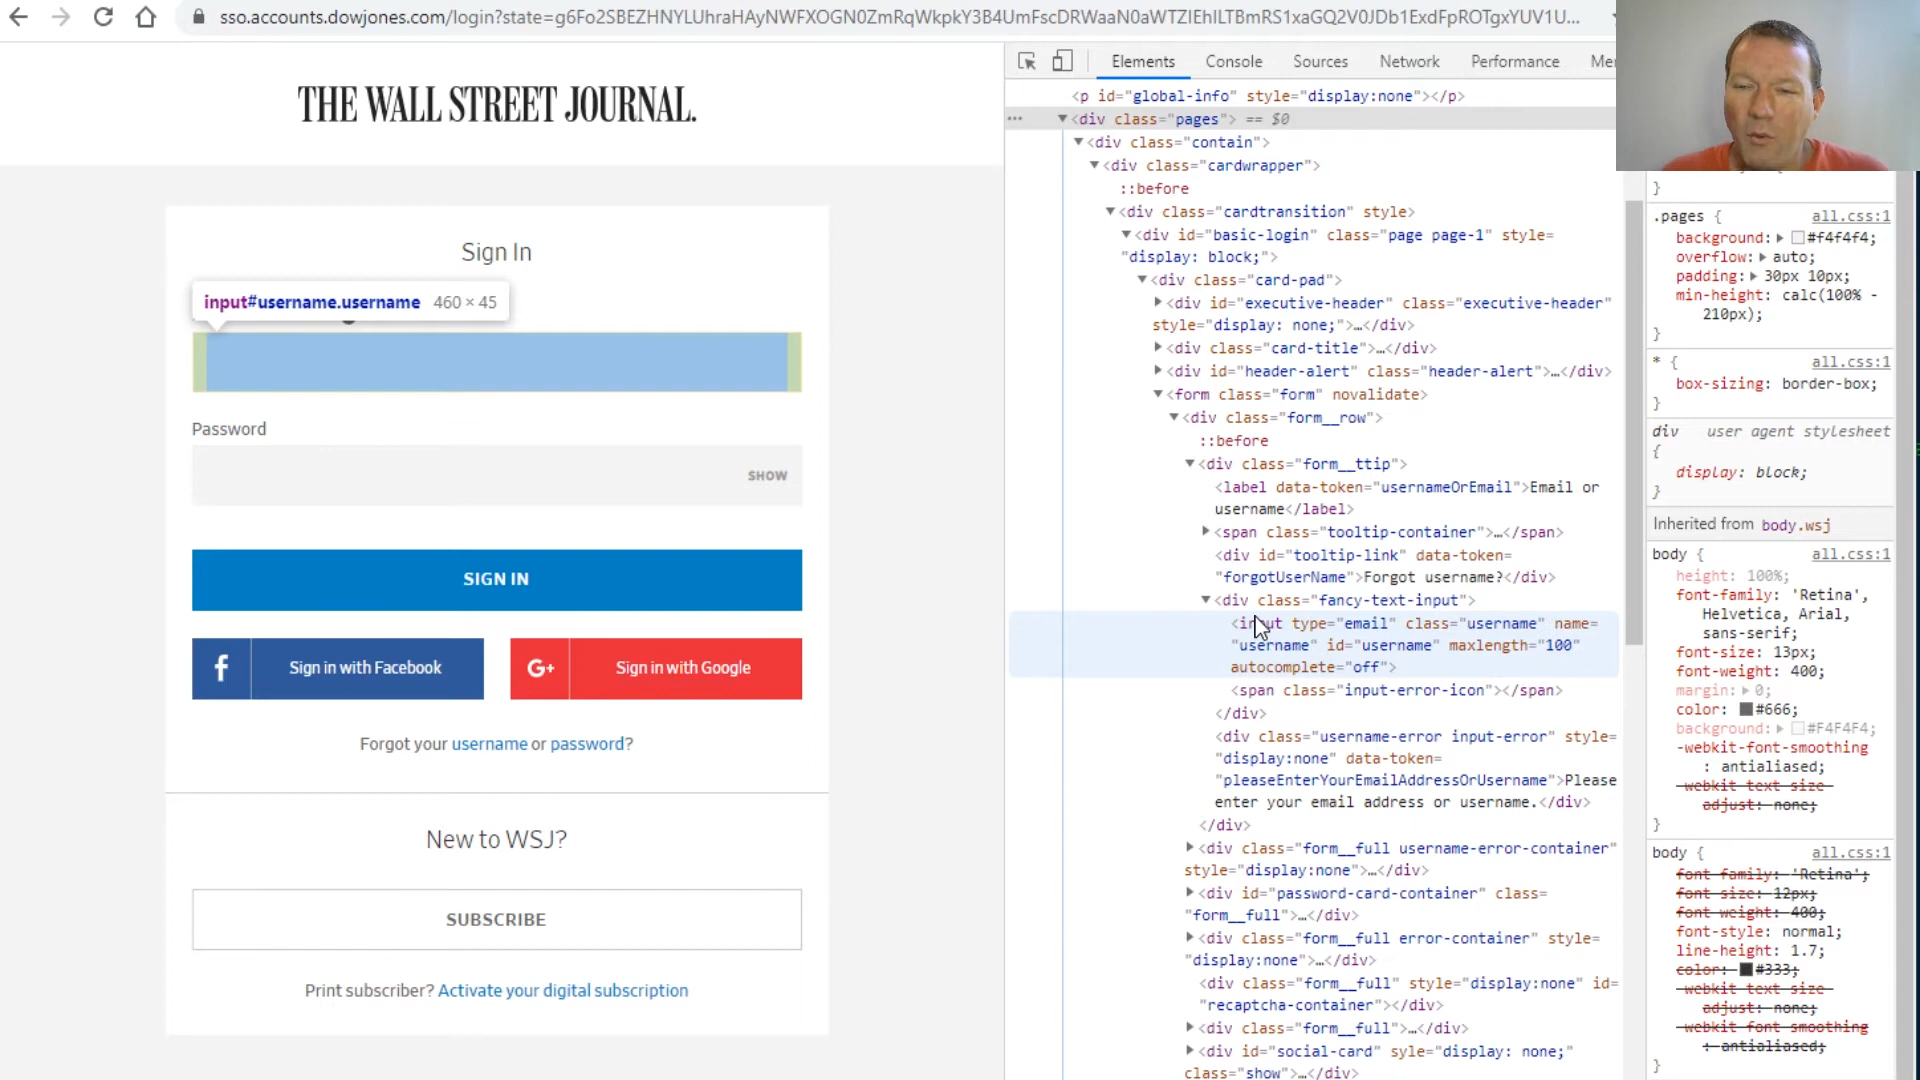 sso.accounts.dowjones.com/login?state=g6Fo2SBEZHNYLUhraHAyNWFXOGN0ZmRqWkpkY3B4UmFscDRWaaN0aWTZIEhILTBmRS1xaGQ2V0JDb1ExdFpROTgxYUV1U...
THE WALL STREET JOURNAL.
Sign In
input#username.username 460 × 45
Password
SHOW
SIGN IN
f Sign in with Facebook
G+ Sign in with Google
Forgot your username or password?
New to WSJ?
SUBSCRIBE
Print subscriber? Activate your digital subscription
Elements Console Sources Network Performance Me
<p id="global-info" style="display:none"></p>
<div class="pages"> == $0
<div class="contain">
<div class="cardwrapper">
::before
<div class="cardtransition" style>
<div id="basic-login" class="page page-1" style=
"display: block;">
<div class="card-pad">
<div id="executive-header" class="executive-header"
style="display: none;">…</div>
<div class="card-title">…</div>
<div id="header-alert" class="header-alert">…</div>
<form class="form" novalidate>
<div class="form__row">
::before
<div class="form__ttip">
<label data-token="usernameOrEmail">Email or
username</label>
<span class="tooltip-container">…</span>
<div id="tooltip-link" data-token=
"forgotUserName">Forgot username?</div>
<div class="fancy-text-input">
<input type="email" class="username" name=
"username" id="username" maxlength="100"
autocomplete="off">
<span class="input-error-icon"></span>
</div>
<div class="username-error input-error" style=
"display:none" data-token=
"pleaseEnterYourEmailAddressOrUsername">Please
enter your email address or username.</div>
</div>
<div class="form__full username-error-container"
style="display:none">…</div>
<div id="password-card-container" class=
"form__full">…</div>
<div class="form__full error-container" style=
"display:none">…</div>
<div class="form__full" style="display:none" id=
"recaptcha-container"></div>
<div class="form__full">…</div>
<div id="social-card" syle="display: none;"
class="show">…</div>
}
.pages { all.css:1
background: #f4f4f4;
overflow: auto;
padding: 30px 10px;
min-height: calc(100% -
210px);
}
* { all.css:1
box-sizing: border-box;
}
div user agent stylesheet
{
display: block;
}
Inherited from body.wsj
body { all.css:1
height: 100%;
font-family: 'Retina',
Helvetica, Arial,
sans-serif;
font-size: 13px;
font-weight: 400;
margin: 0;
color: #666;
background: #F4F4F4;
-webkit-font-smoothing
: antialiased;
-webkit-text-size-
adjust: none;
}
body { all.css:1
font-family: 'Retina';
font-size: 12px;
font-weight: 400;
font-style: normal;
line-height: 1.7;
color: #333;
-webkit-text-size-
adjust: none;
-webkit-font-smoothing
: antialiased;
}